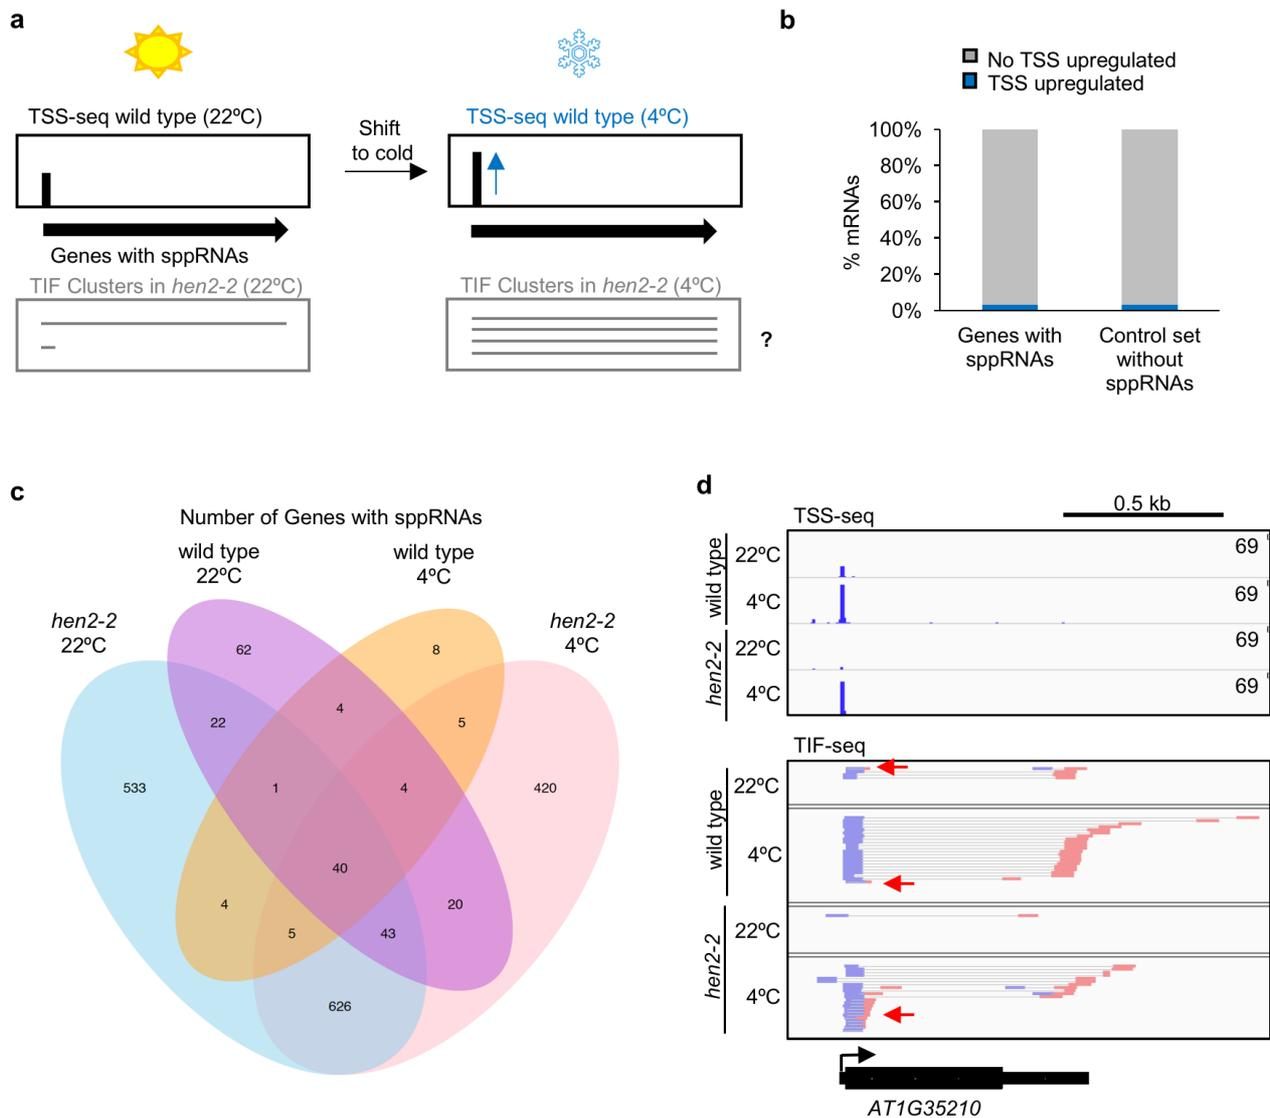 a
TSS-seq wild type (22ºC)
Shift
to cold
TSS-seq wild type (4ºC)
Genes with sppRNAs
TIF Clusters in hen2-2 (22ºC)
TIF Clusters in hen2-2 (4ºC)
?
b
No TSS upregulated
TSS upregulated
% mRNAs
100%
80%
60%
40%
20%
0%
Genes with
sppRNAs
Control set
without
sppRNAs
c
Number of Genes with sppRNAs
hen2-2
22ºC
wild type
22ºC
wild type
4ºC
hen2-2
4ºC
62
8
4
22
5
533
1
4
420
40
4
20
5
43
626
d
0.5 kb
TSS-seq
wild type
22ºC
69
4ºC
69
hen2-2
22ºC
69
4ºC
69
TIF-seq
wild type
22ºC
4ºC
hen2-2
22ºC
4ºC
AT1G35210